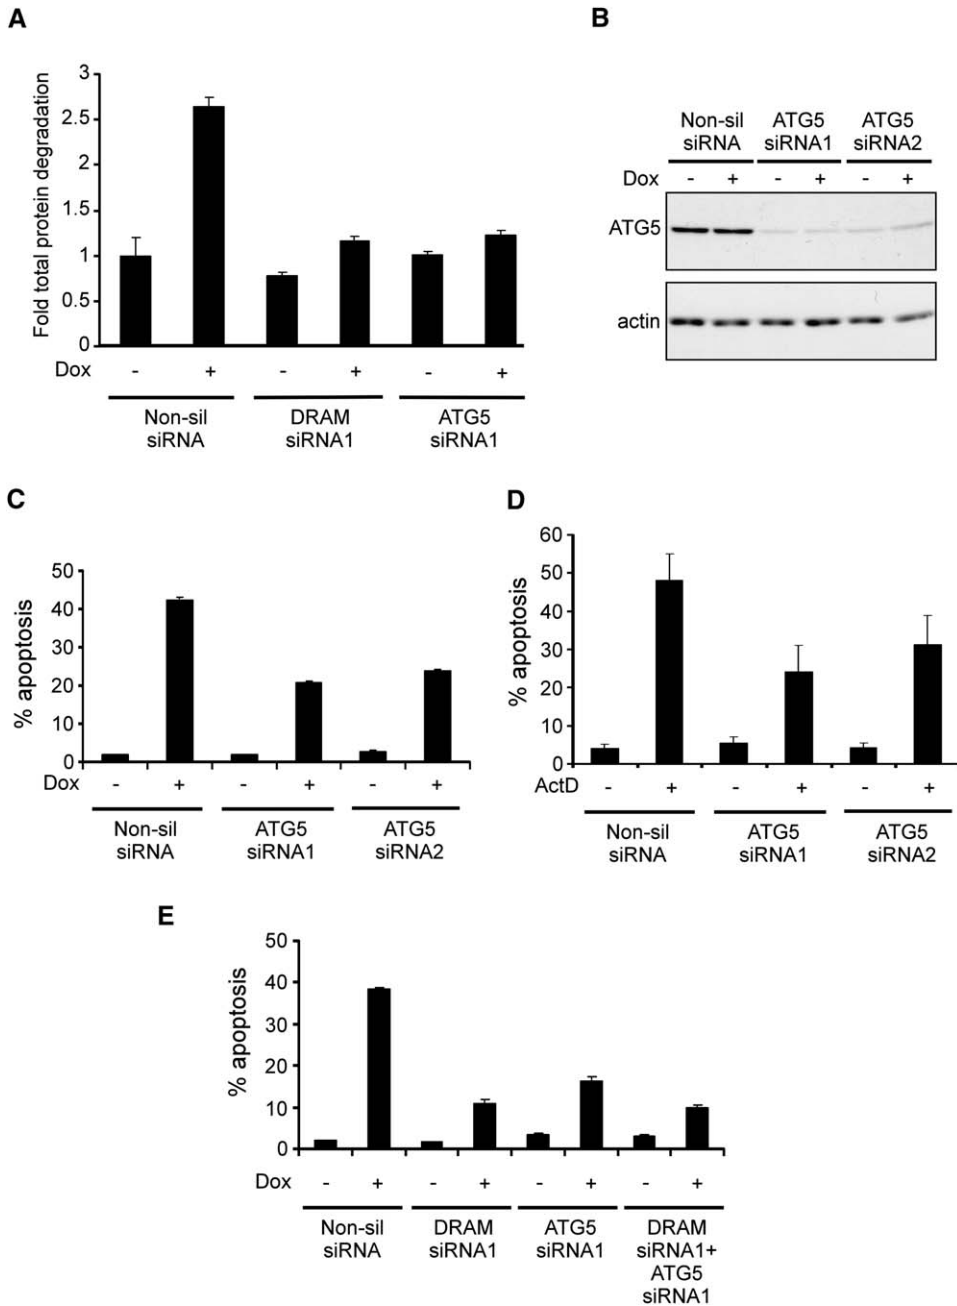 A
Fold total protein degradation
3
2.5
2
1.5
1
0.5
0
Dox - + - + - +
Non-sil siRNA
DRAM siRNA1
ATG5 siRNA1
B
Non-sil siRNA
ATG5 siRNA1
ATG5 siRNA2
Dox - + - + - +
ATG5
actin
C
% apoptosis
50
40
30
20
10
0
Dox - + - + - +
Non-sil siRNA
ATG5 siRNA1
ATG5 siRNA2
D
% apoptosis
60
50
40
30
20
10
0
ActD - + - + - +
Non-sil siRNA
ATG5 siRNA1
ATG5 siRNA2
E
% apoptosis
50
40
30
20
10
0
Dox - + - + - + - +
Non-sil siRNA
DRAM siRNA1
ATG5 siRNA1
DRAM siRNA1+ ATG5 siRNA1